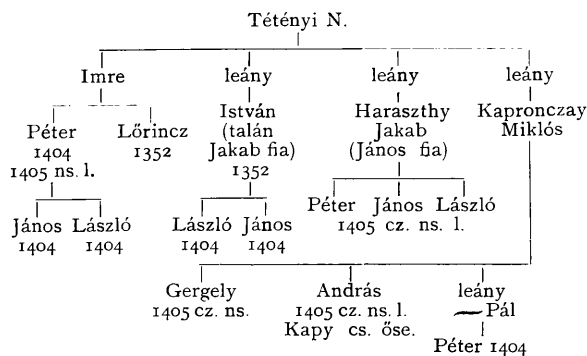 Tétényi N.
Imre leány leány leány
István Haraszthy Kapronczay
Péter Lőrincz (talán Jakab Miklós
1404 1352 Jakab fia) (János fia)
1405 ns. l. 1352
Péter János László
János László László János 1405 cz. ns. l.
1404 1404 1404 1404
Gergely András leány
1405 cz. ns. 1405 cz. ns. l. Pál
Kapy cs. őse.
Péter 1404